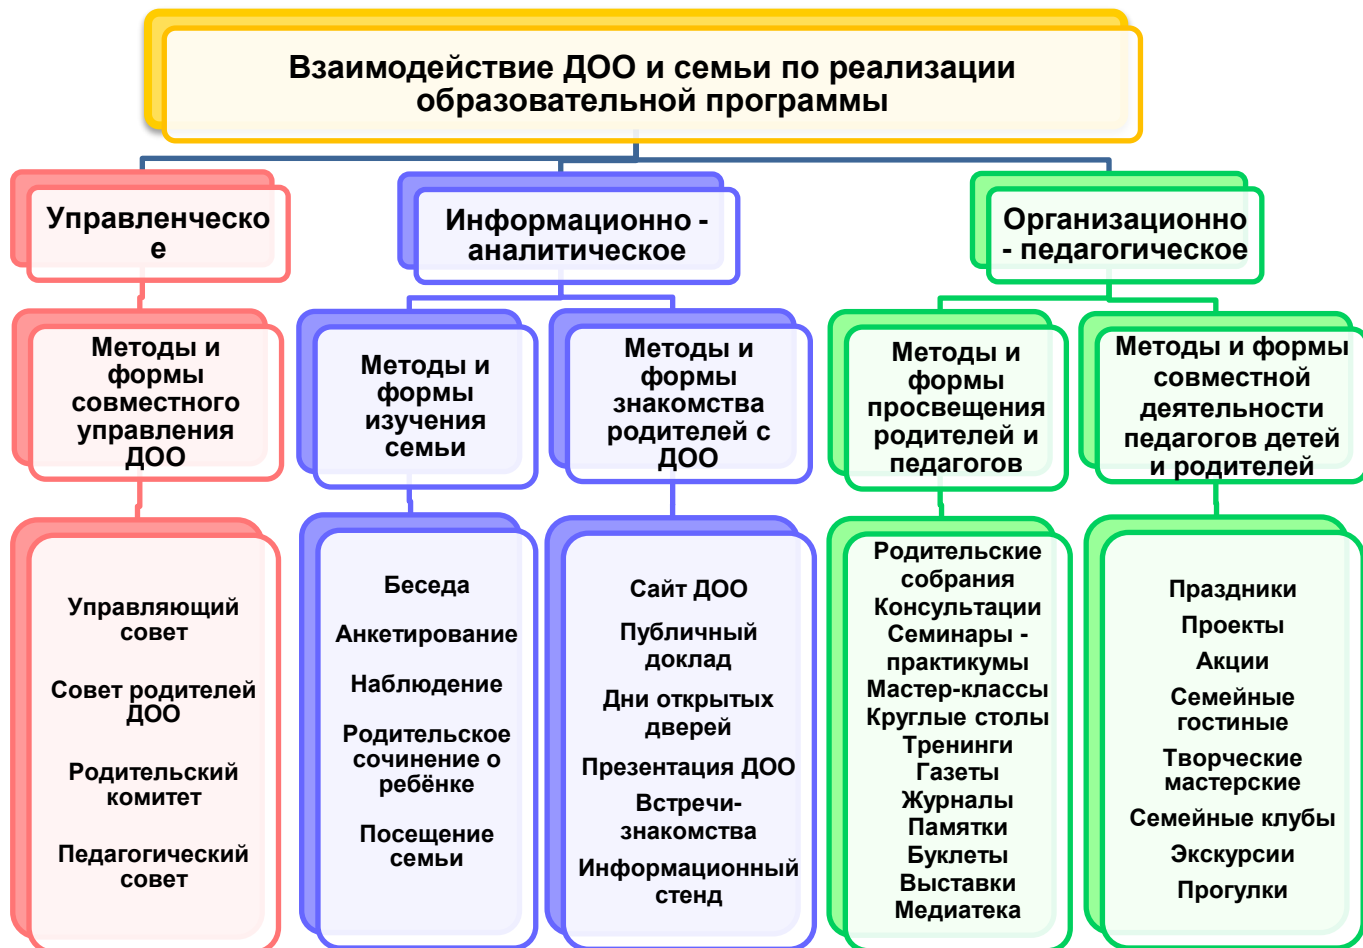 Взаимодействие ДОО и семьи по реализации
образовательной программы
Управленческо
е
Информационно -
аналитическое
Организационно
- педагогическое
Методы и
формы
совместного
управления
ДОО
Методы и
формы
изучения
семьи
Методы и
формы
знакомства
родителей с
ДОО
Методы и
формы
просвещения
родителей и
педагогов
Методы и формы
совместной
деятельности
педагогов детей
и родителей
Управляющий
совет
Совет родителей
ДОО
Родительский
комитет
Педагогический
совет
Беседа
Анкетирование
Наблюдение
Родительское
сочинение о
ребёнке
Посещение
семьи
Сайт ДОО
Публичный
доклад
Дни открытых
дверей
Презентация ДОО
Встречи-
знакомства
Информационный
стенд
Родительские
собрания
Консультации
Семинары -
практикумы
Мастер-классы
Круглые столы
Тренинги
Газеты
Журналы
Памятки
Буклеты
Выставки
Медиатека
Праздники
Проекты
Акции
Семейные
гостиные
Творческие
мастерские
Семейные клубы
Экскурсии
Прогулки